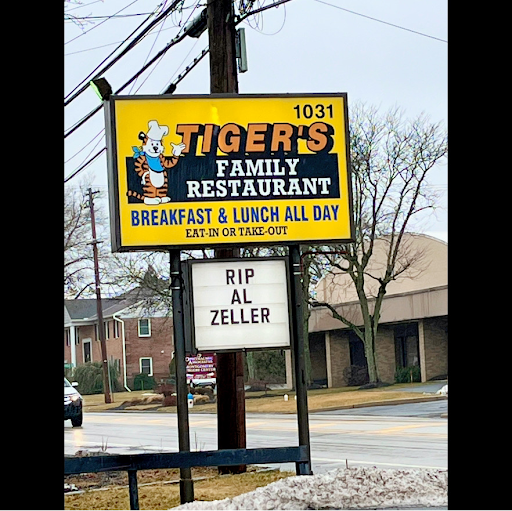 1031
TIGER'S
FAMILY
RESTAURANT
BREAKFAST & LUNCH ALL DAY
EAT-IN OR TAKE-OUT
RIP
AL
ZELLER